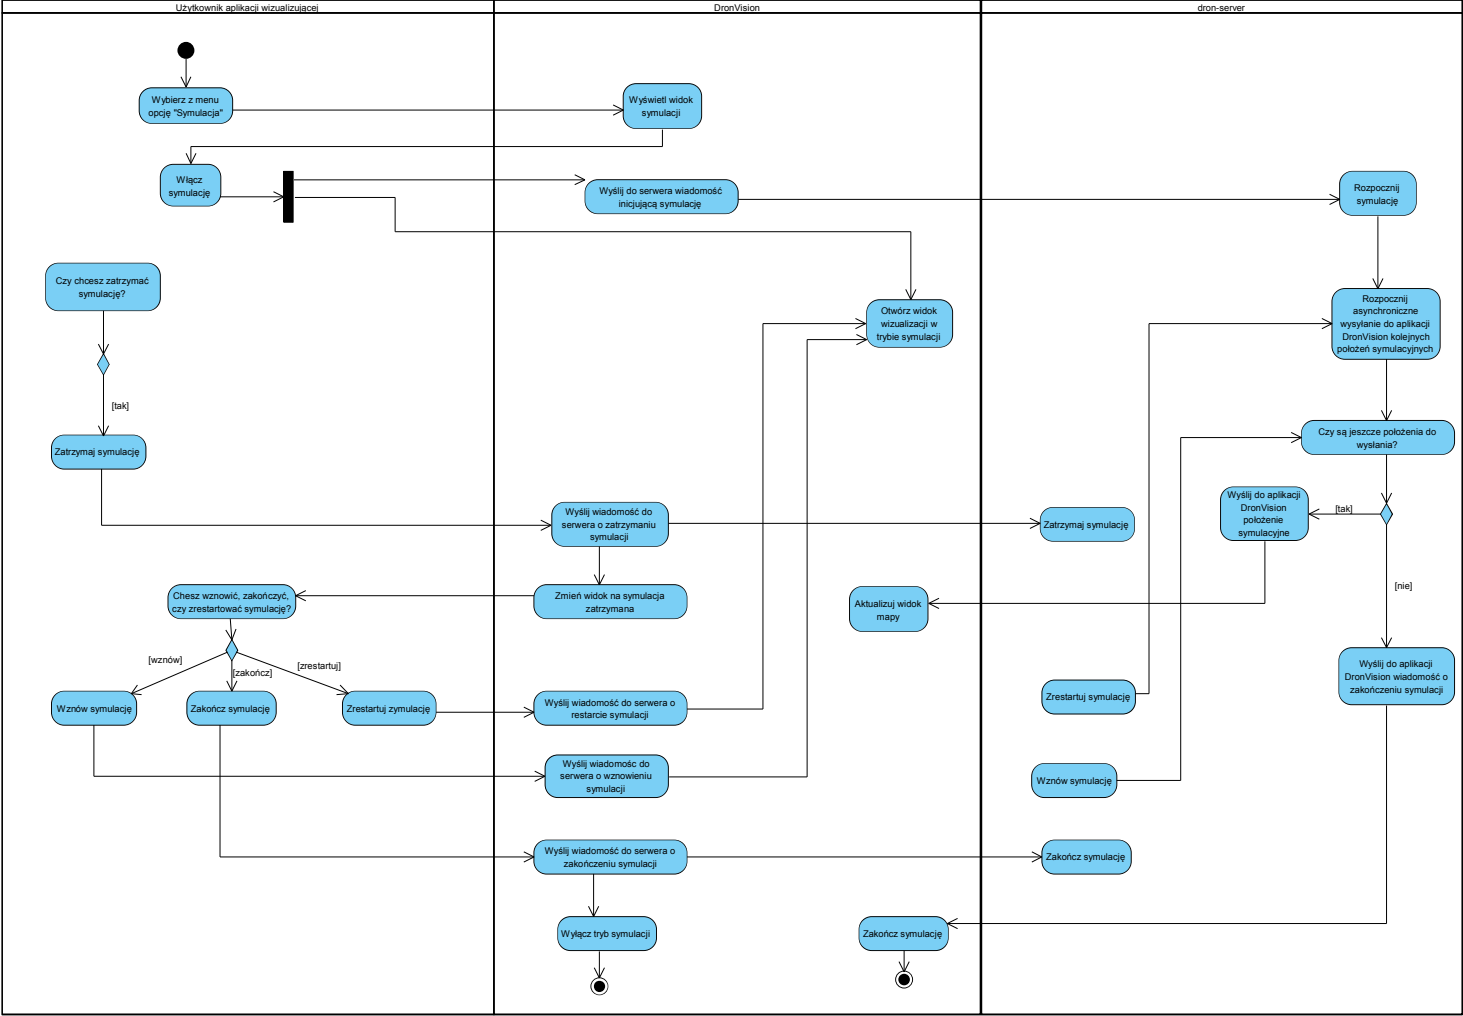 Użytkownik aplikacji wizualizującej
DronVision
dron-server
Wybierz z menu
opcję "Symulacja"
Wyświetl widok
symulacji
Włącz
symulację
Wyślij do serwera wiadomość
inicjującą symulację
Rozpocznij
symulację
Czy chcesz zatrzymać
symulację?
Otwórz widok
wizualizacji w
trybie symulacji
Rozpocznij
asynchroniczne
wysyłanie do aplikacji
DronVision kolejnych
położeń symulacyjnych
[tak]
Zatrzymaj symulację
Czy są jeszcze położenia do
wysłania?
Wyślij wiadomość do
serwera o zatrzymaniu
symulacji
Zatrzymaj symulację
Wyślij do aplikacji
DronVision
położenie
symulacyjne
[tak]
[nie]
Chesz wznowić, zakończyć,
czy zrestartować symulację?
Zmień widok na symulacja
zatrzymana
Aktualizuj widok
mapy
[wznów]
[zakończ]
[zrestartuj]
Wyślij do aplikacji
DronVision wiadomość o
zakończeniu symulacji
Wznów symulację
Zakończ symulację
Zrestartuj zymulację
Wyślij wiadomość do serwera o
restarcie symulacji
Zrestartuj symulację
Wyślij wiadomośc do
serwera o wznowieniu
symulacji
Wznów symulację
Wyślij wiadomość do serwera o
zakończeniu symulacji
Zakończ symulację
Wyłącz tryb symulacji
Zakończ symulację